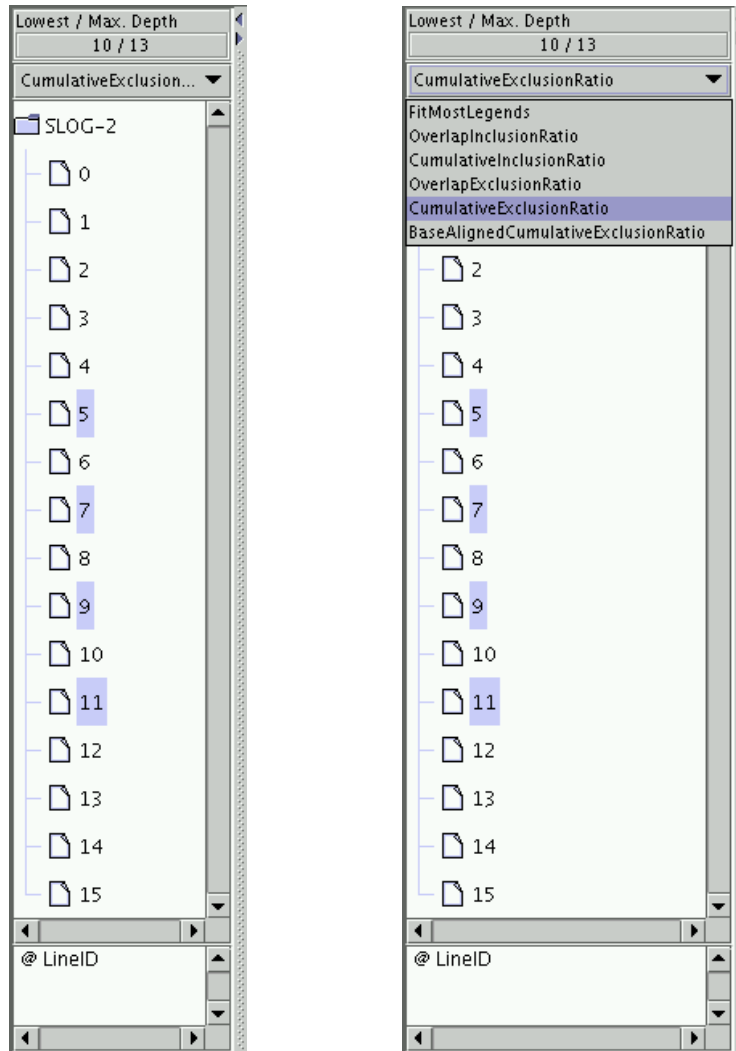 Lowest / Max. Depth
10 / 13
CumulativeExclusion...
SLOG-2
0
1
2
3
4
5
6
7
8
9
10
11
12
13
14
15
@ LineID
Lowest / Max. Depth
10 / 13
CumulativeExclusionRatio
FitMostLegends
OverlapInclusionRatio
CumulativeInclusionRatio
OverlapExclusionRatio
CumulativeExclusionRatio
BaseAlignedCumulativeExclusionRatio
2
3
4
5
6
7
8
9
10
11
12
13
14
15
@ LineID